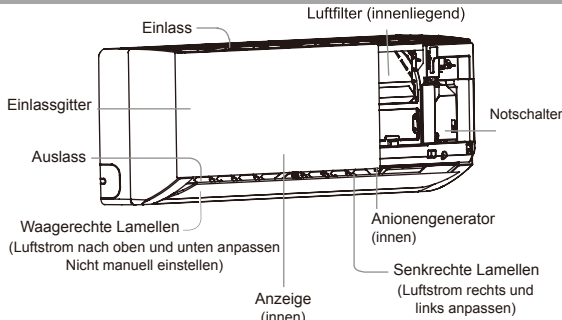 Luftfilter (innenliegend)
Einlass
Einlassgitter
Notschalter
Auslass
Waagerechte Lamellen
(Luftstrom nach oben und unten anpassen
Nicht manuell einstellen)
Anionengenerator
(innen)
Senkrechte Lamellen
(Luftstrom rechts und
links anpassen)
Anzeige
(innen)